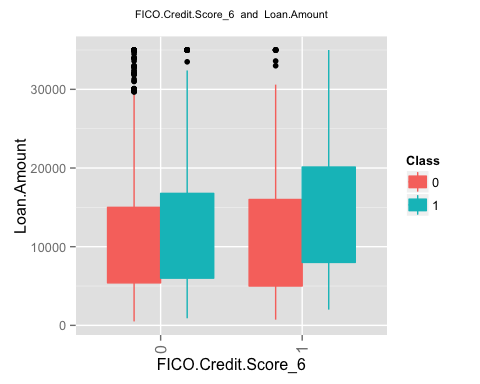 FICO.Credit.Score_6 and Loan.Amount
Loan.Amount
30000
20000
10000
0
0
1
FICO.Credit.Score_6
Class
0
1